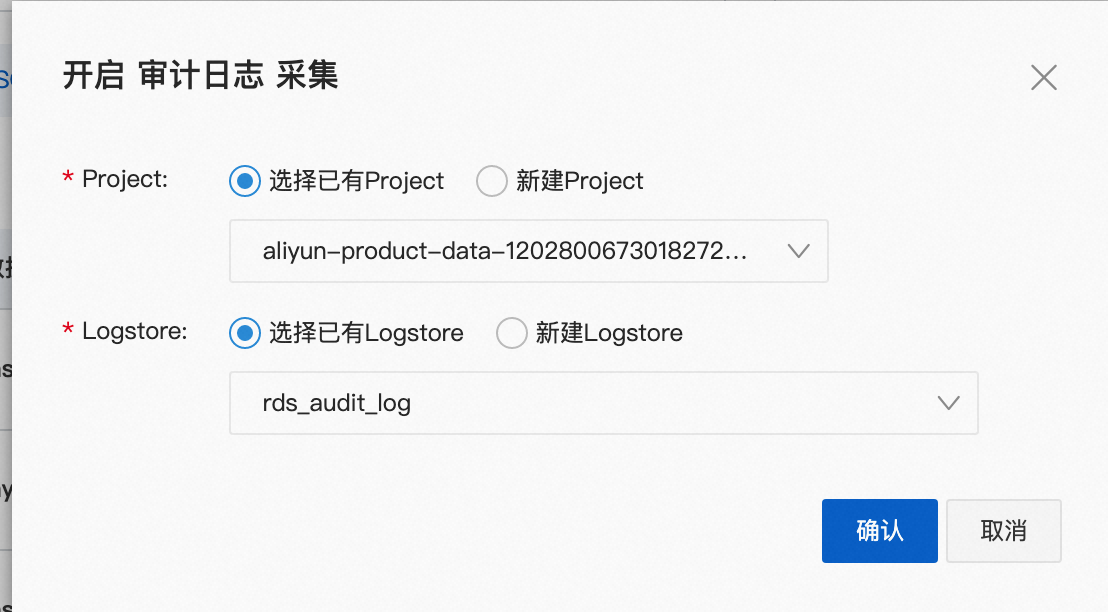 开启 审计日志 采集
* Project: 选择已有Project 新建Project
aliyun-product-data-1202800673018272...
* Logstore: 选择已有Logstore 新建Logstore
rds_audit_log
确认 取消